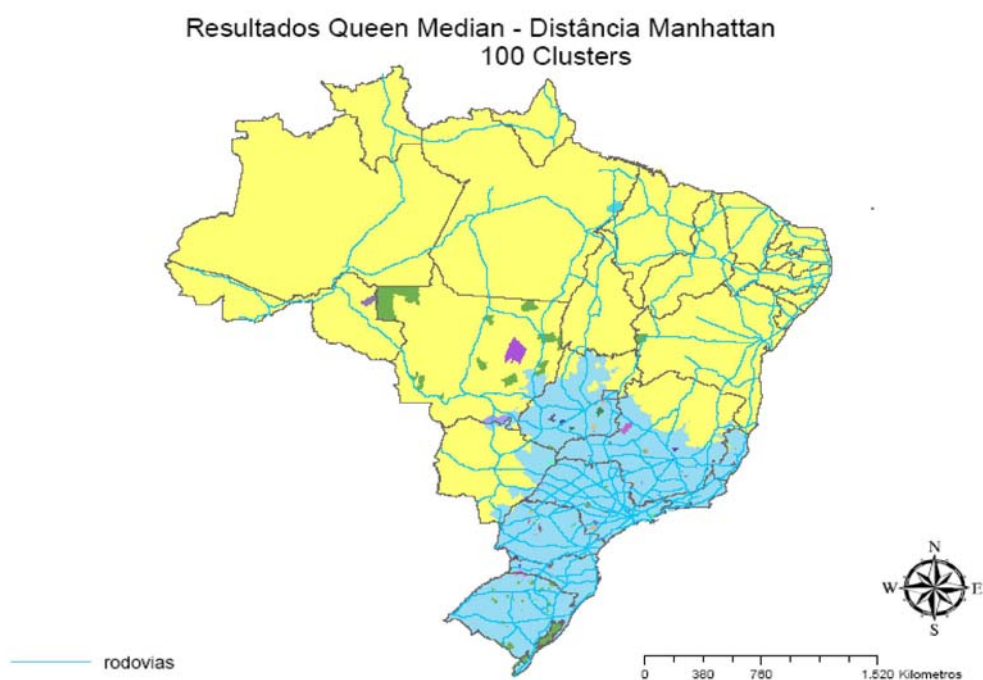 Resultados Queen Median - Distância Manhattan
100 Clusters
N
W E
S
rodovias
0 380 760 1.520 Kilometros